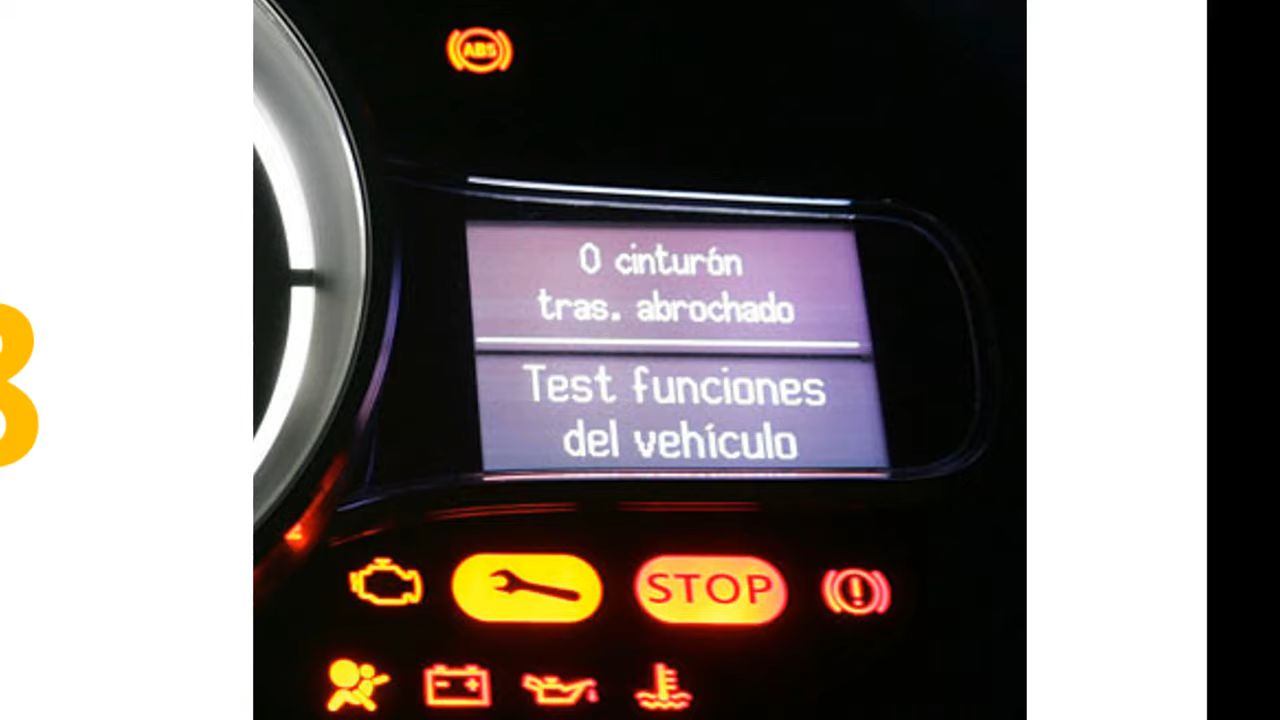 ABS
0 cinturón
tras. abrochado
Test funciones
del vehículo
STOP